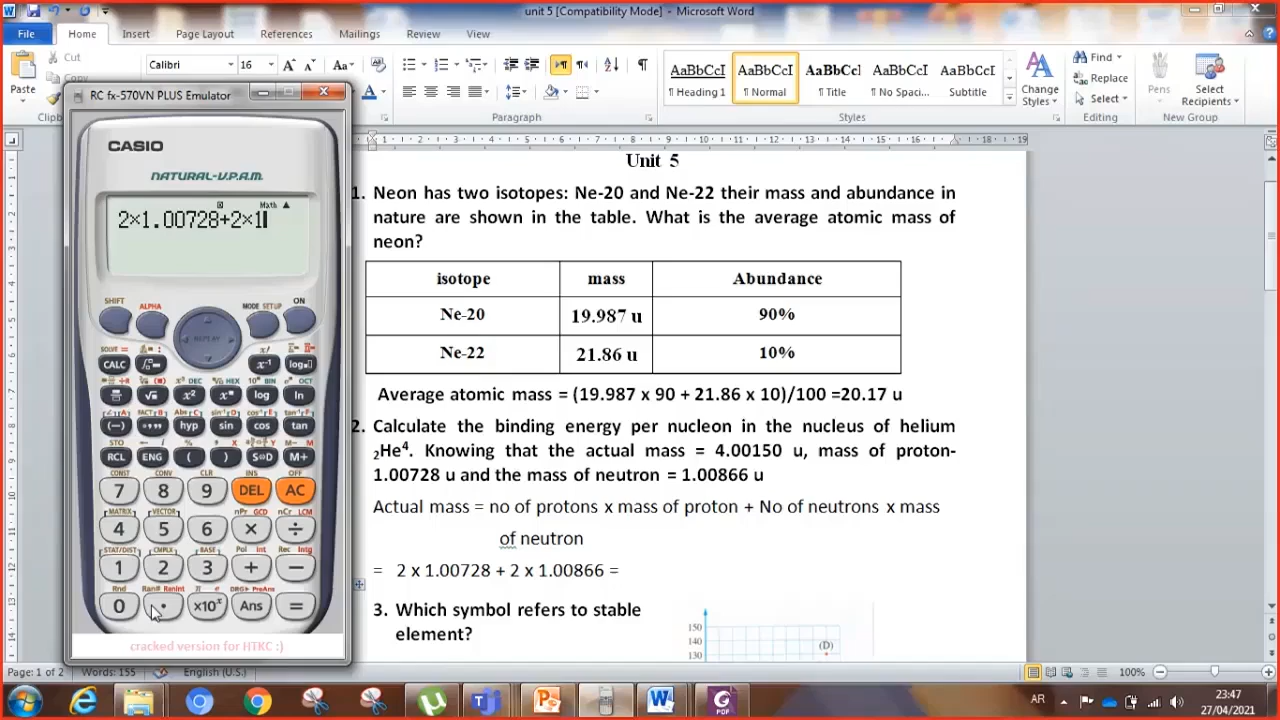 unit 5 [Compatibility Mode] - Microsoft Word
File Home Insert Page Layout References Mailings Review View
Cut
Copy
Paste
Clipb
Calibri 16
Paragraph
AaBbCcI AaBbCcI AaBbCcl AaBbCcI AaBbCcI
¶ Heading 1 ¶ Normal ¶ Title ¶ No Spaci... Subtitle
Styles
Change Styles
Find
Replace
Select
Editing
Pens
Select Recipients
New Group
RC fx-570VN PLUS Emulator
CASIO
NATURAL-V.P.A.M.
Math
2×1.00728+2×1
SHIFT ALPHA REPLAY MODE SETUP ON
CALC log
log ln
hyp sin cos tan
RCL ENG ( ) S⇔D M+
7 8 9 DEL AC
4 5 6 × ÷
1 2 3 + −
0 . ×10ˣ Ans =
cracked version for HTKC :)
Unit 5
1. Neon has two isotopes: Ne-20 and Ne-22 their mass and abundance in
nature are shown in the table. What is the average atomic mass of
neon?
isotope mass Abundance
Ne-20 19.987 u 90%
Ne-22 21.86 u 10%
Average atomic mass = (19.987 x 90 + 21.86 x 10)/100 =20.17 u
2. Calculate the binding energy per nucleon in the nucleus of helium
₂He⁴. Knowing that the actual mass = 4.00150 u, mass of proton-
1.00728 u and the mass of neutron = 1.00866 u
Actual mass = no of protons x mass of proton + No of neutrons x mass
of neutron
= 2 x 1.00728 + 2 x 1.00866 =
3. Which symbol refers to stable
element?
150
140
130
(D)
Page: 1 of 2 Words: 155 English (U.S.) 100%
AR
23:47
27/04/2021